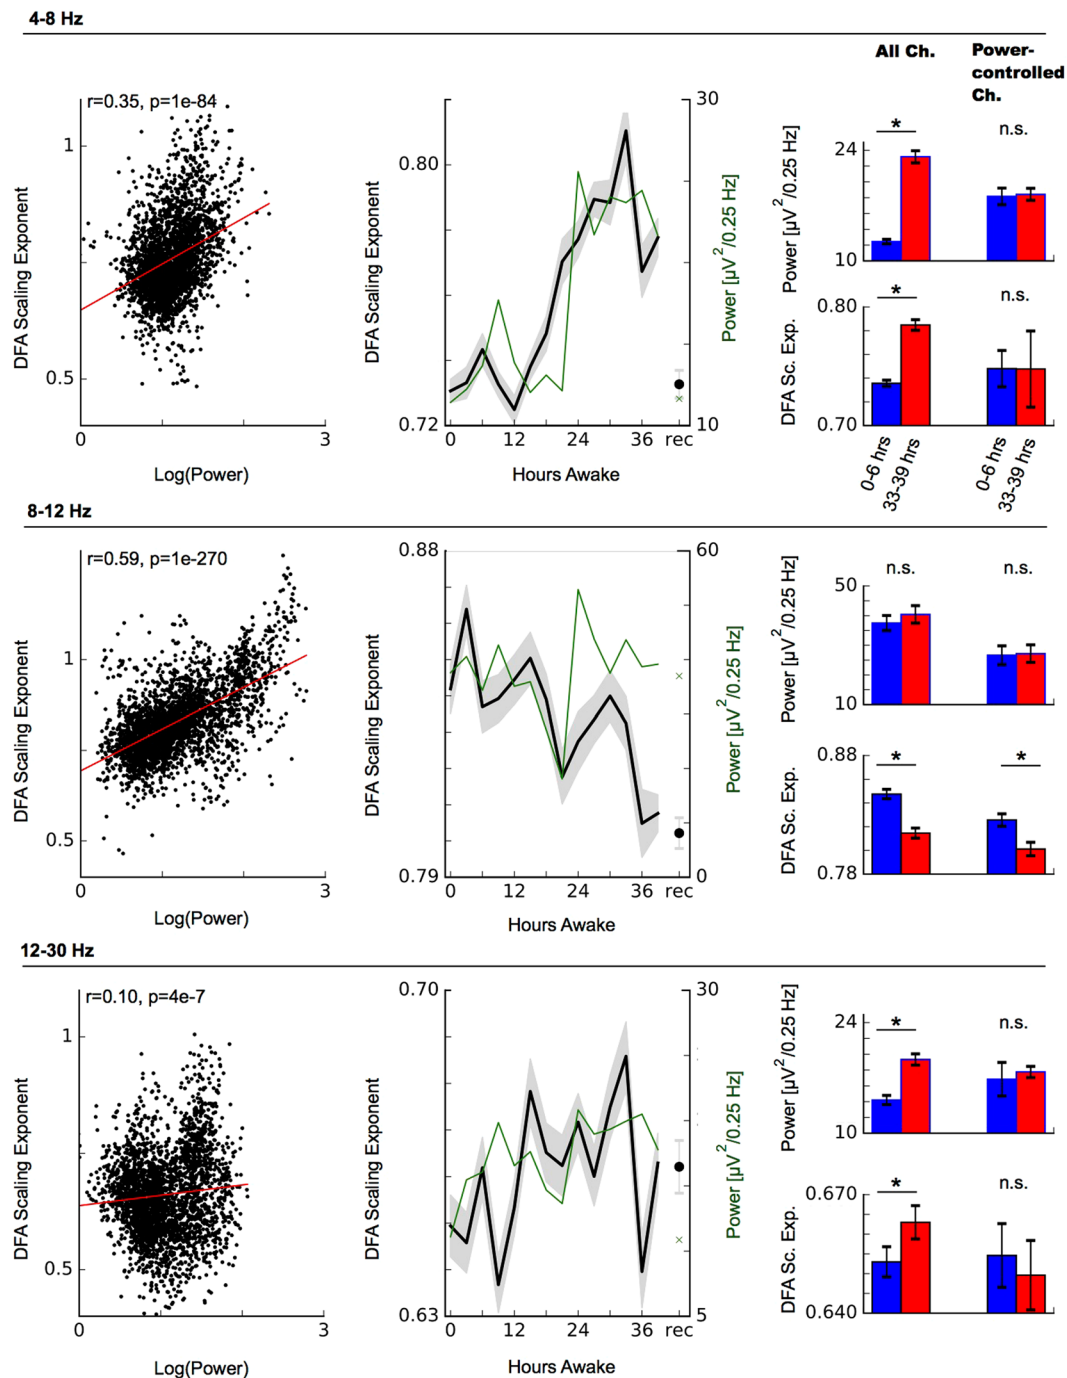 4-8 Hz
All Ch.
Power-
controlled
Ch.
r=0.35, p=1e-84
1
0.5
0
3
DFA Scaling Exponent
Log(Power)
0.80
0.72
30
10
0
12
24
36
rec
DFA Scaling Exponent
Power [µV²/0.25 Hz]
Hours Awake
*
n.s.
24
10
Power [µV²/0.25 Hz]
*
n.s.
0.80
0.70
DFA Sc. Exp.
0-6 hrs
33-39 hrs
0-6 hrs
33-39 hrs
8-12 Hz
r=0.59, p=1e-270
1
0.5
0
3
DFA Scaling Exponent
Log(Power)
0.88
0.79
60
0
0
12
24
36
rec
DFA Scaling Exponent
Power [µV²/0.25 Hz]
Hours Awake
n.s.
n.s.
50
10
Power [µV²/0.25 Hz]
*
*
0.88
0.78
DFA Sc. Exp.
12-30 Hz
r=0.10, p=4e-7
1
0.5
0
3
DFA Scaling Exponent
Log(Power)
0.70
0.63
30
5
0
12
24
36
rec
DFA Scaling Exponent
Power [µV²/0.25 Hz]
Hours Awake
*
n.s.
24
10
Power [µV²/0.25 Hz]
*
n.s.
0.670
0.640
DFA Sc. Exp.